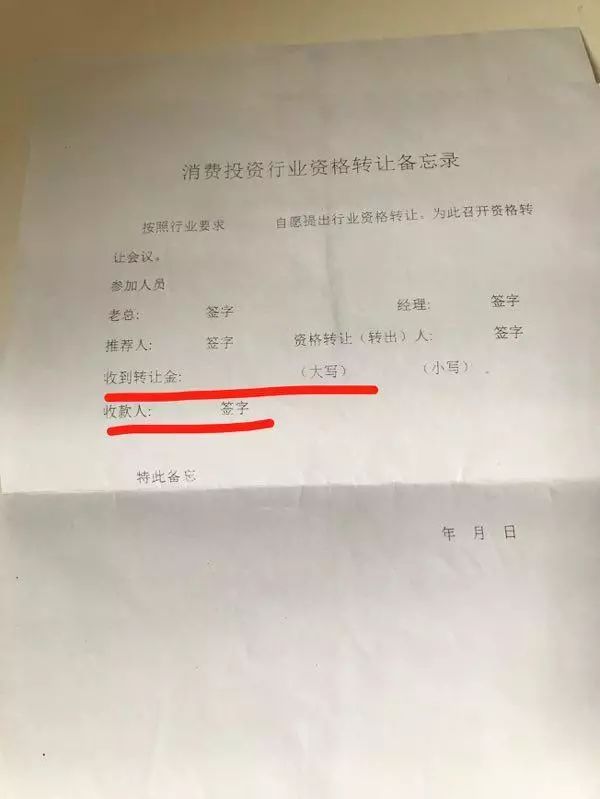 消费投资行业资格转让备忘录
按照行业要求 自愿提出行业资格转让。为此召开资格转
让会议。
参加人员
老总: 签字 经理: 签字
推荐人: 签字 资格转让(转出)人: 签字
收到转让金: (大写) (小写) .
收款人: 签字
特此备忘
年 月 日